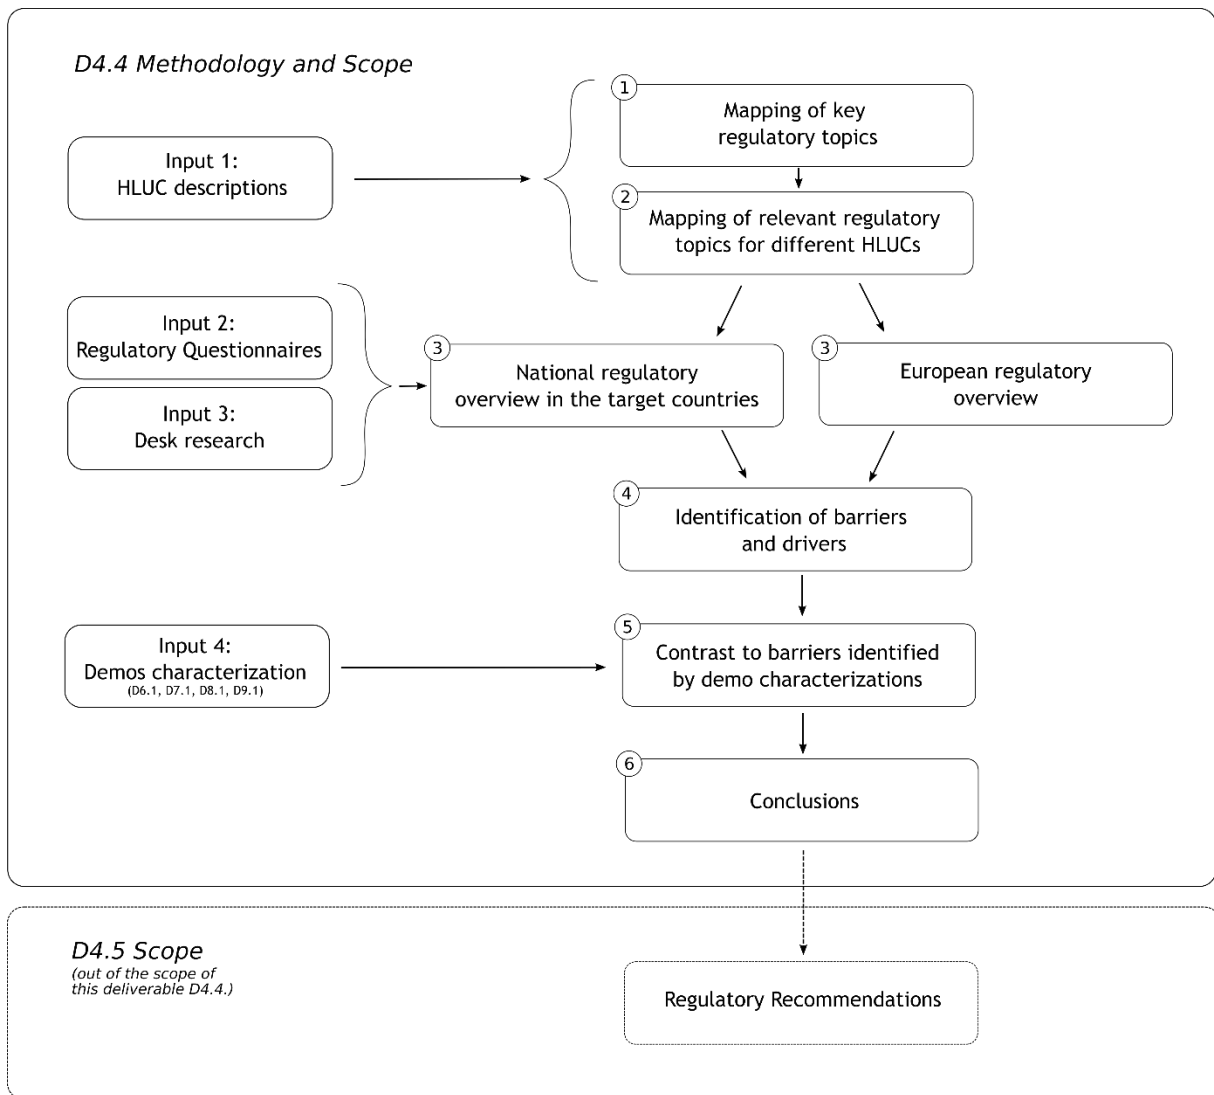 D4.4 Methodology and Scope
1
Mapping of key
regulatory topics
Input 1:
HLUC descriptions
2
Mapping of relevant regulatory
topics for different HLUCs
Input 2:
Regulatory Questionnaires
3
National regulatory
overview in the target countries
3
European regulatory
overview
Input 3:
Desk research
4
Identification of barriers
and drivers
Input 4:
Demos characterization
(D6.1, D7.1, D8.1, D9.1)
5
Contrast to barriers identified
by demo characterizations
6
Conclusions
D4.5 Scope
(out of the scope of
this deliverable D4.4.)
Regulatory Recommendations